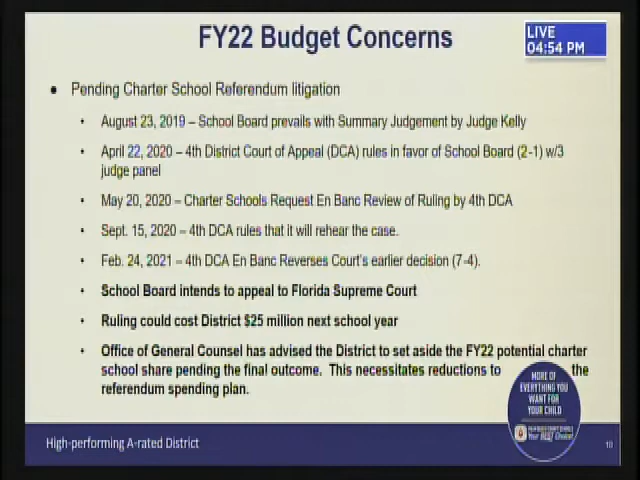 FY22 Budget Concerns
LIVE
04:54 PM
• Pending Charter School Referendum litigation
• August 23, 2019 – School Board prevails with Summary Judgement by Judge Kelly
• April 22, 2020 – 4th District Court of Appeal (DCA) rules in favor of School Board (2-1) w/3
judge panel
• May 20, 2020 – Charter Schools Request En Banc Review of Ruling by 4th DCA
• Sept. 15, 2020 – 4th DCA rules that it will rehear the case.
• Feb. 24, 2021 – 4th DCA En Banc Reverses Court's earlier decision (7-4).
• School Board intends to appeal to Florida Supreme Court
• Ruling could cost District $25 million next school year
• Office of General Counsel has advised the District to set aside the FY22 potential charter
school share pending the final outcome. This necessitates reductions to the
referendum spending plan.
MORE OF
EVERYTHING YOU
WANT FOR
YOUR CHILD
Your BEST Choice!
High-performing A-rated District
10